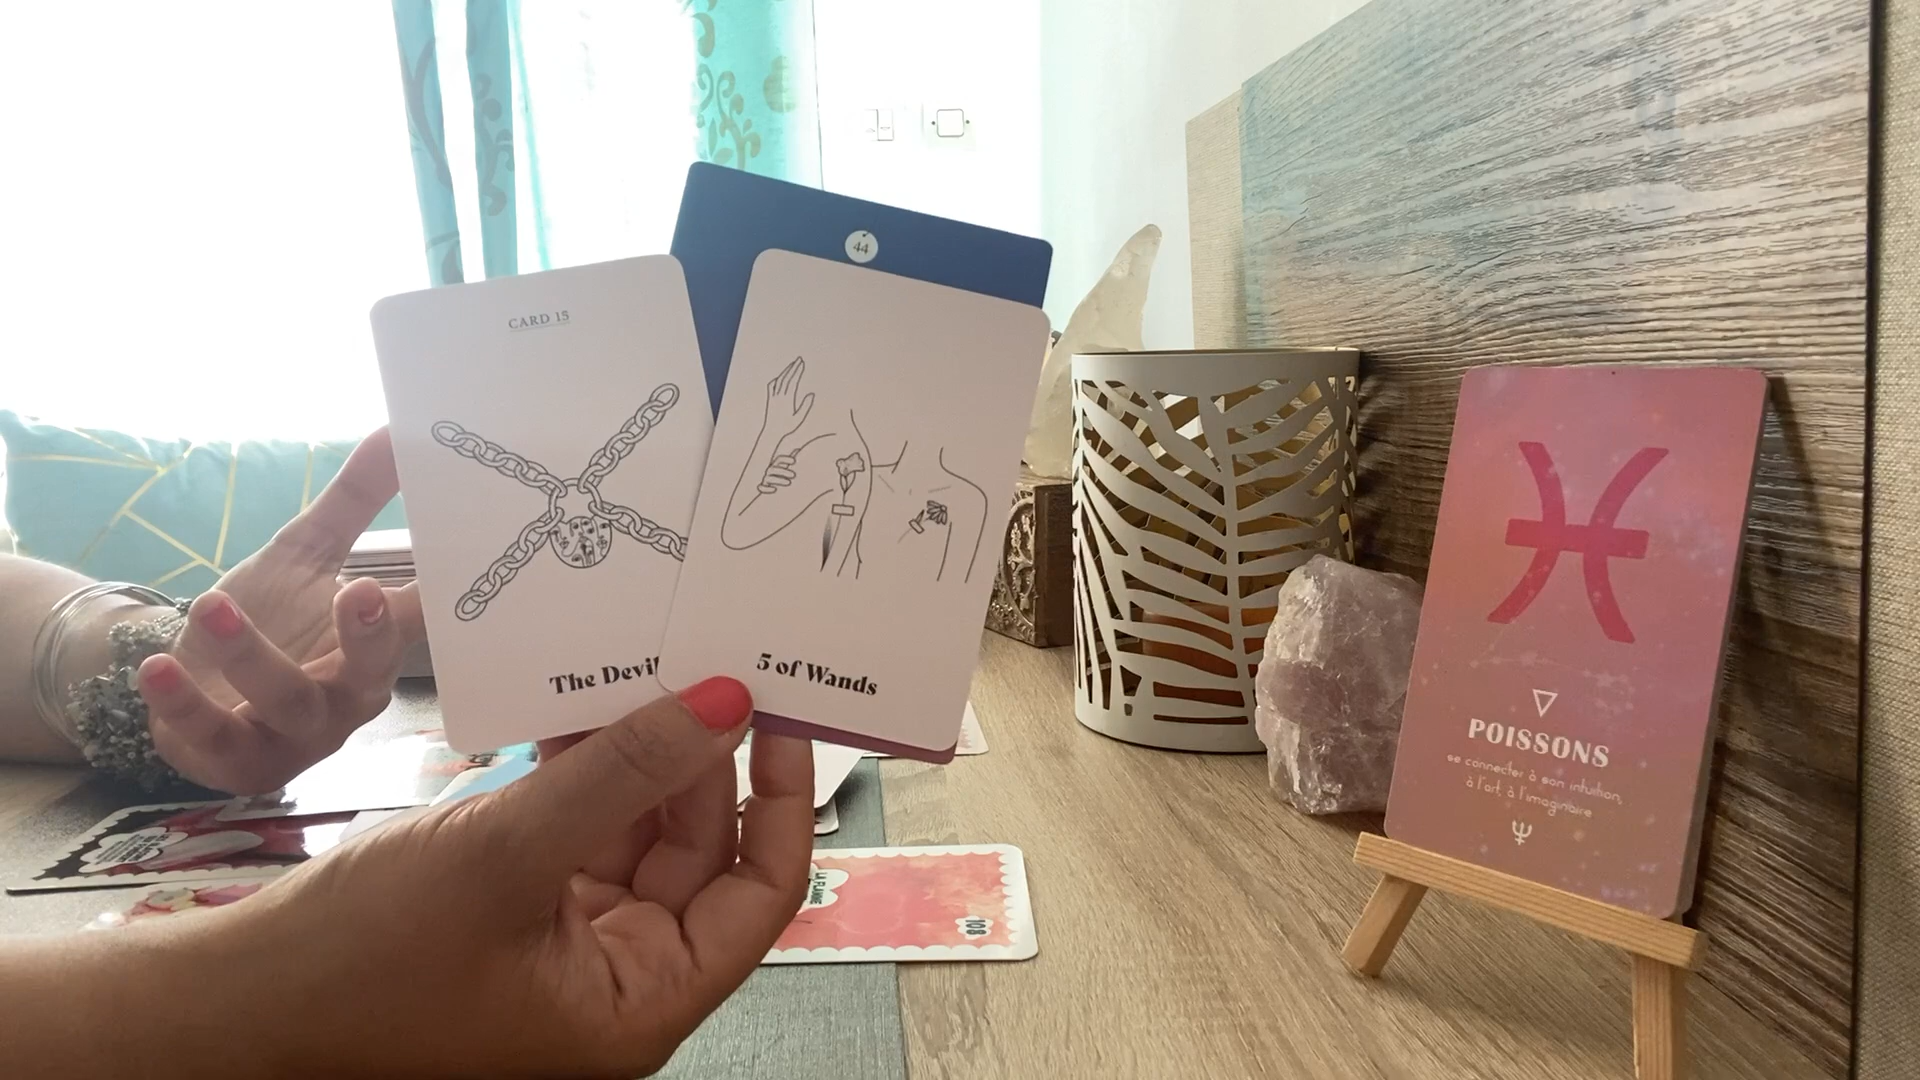 44
CARD 15
The Devil
5 of Wands
POISSONS
se connecter à son intuition,
à l'art, à l'imaginaire
LA FLAMME
108